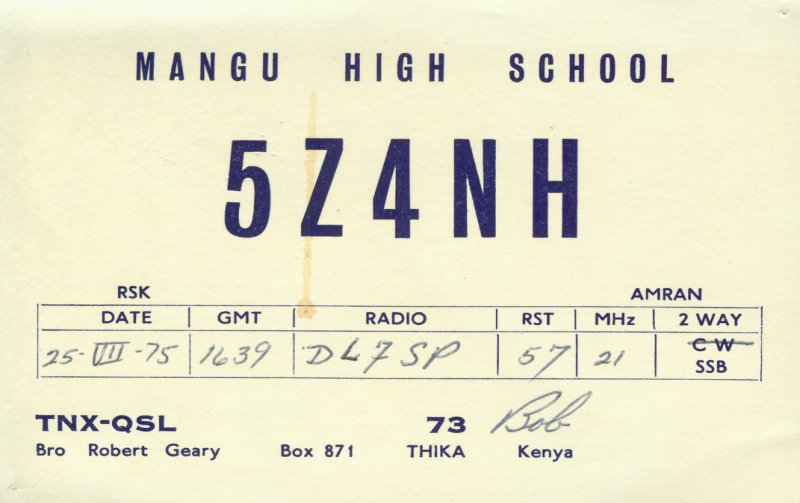 MANGU HIGH SCHOOL
5Z4NH
RSK AMRAN
DATE GMT RADIO RST MHz 2 WAY
25-VII-75 1639 DL7SP 57 21 CW
SSB
TNX-QSL 73 Bob
Bro Robert Geary Box 871 THIKA Kenya